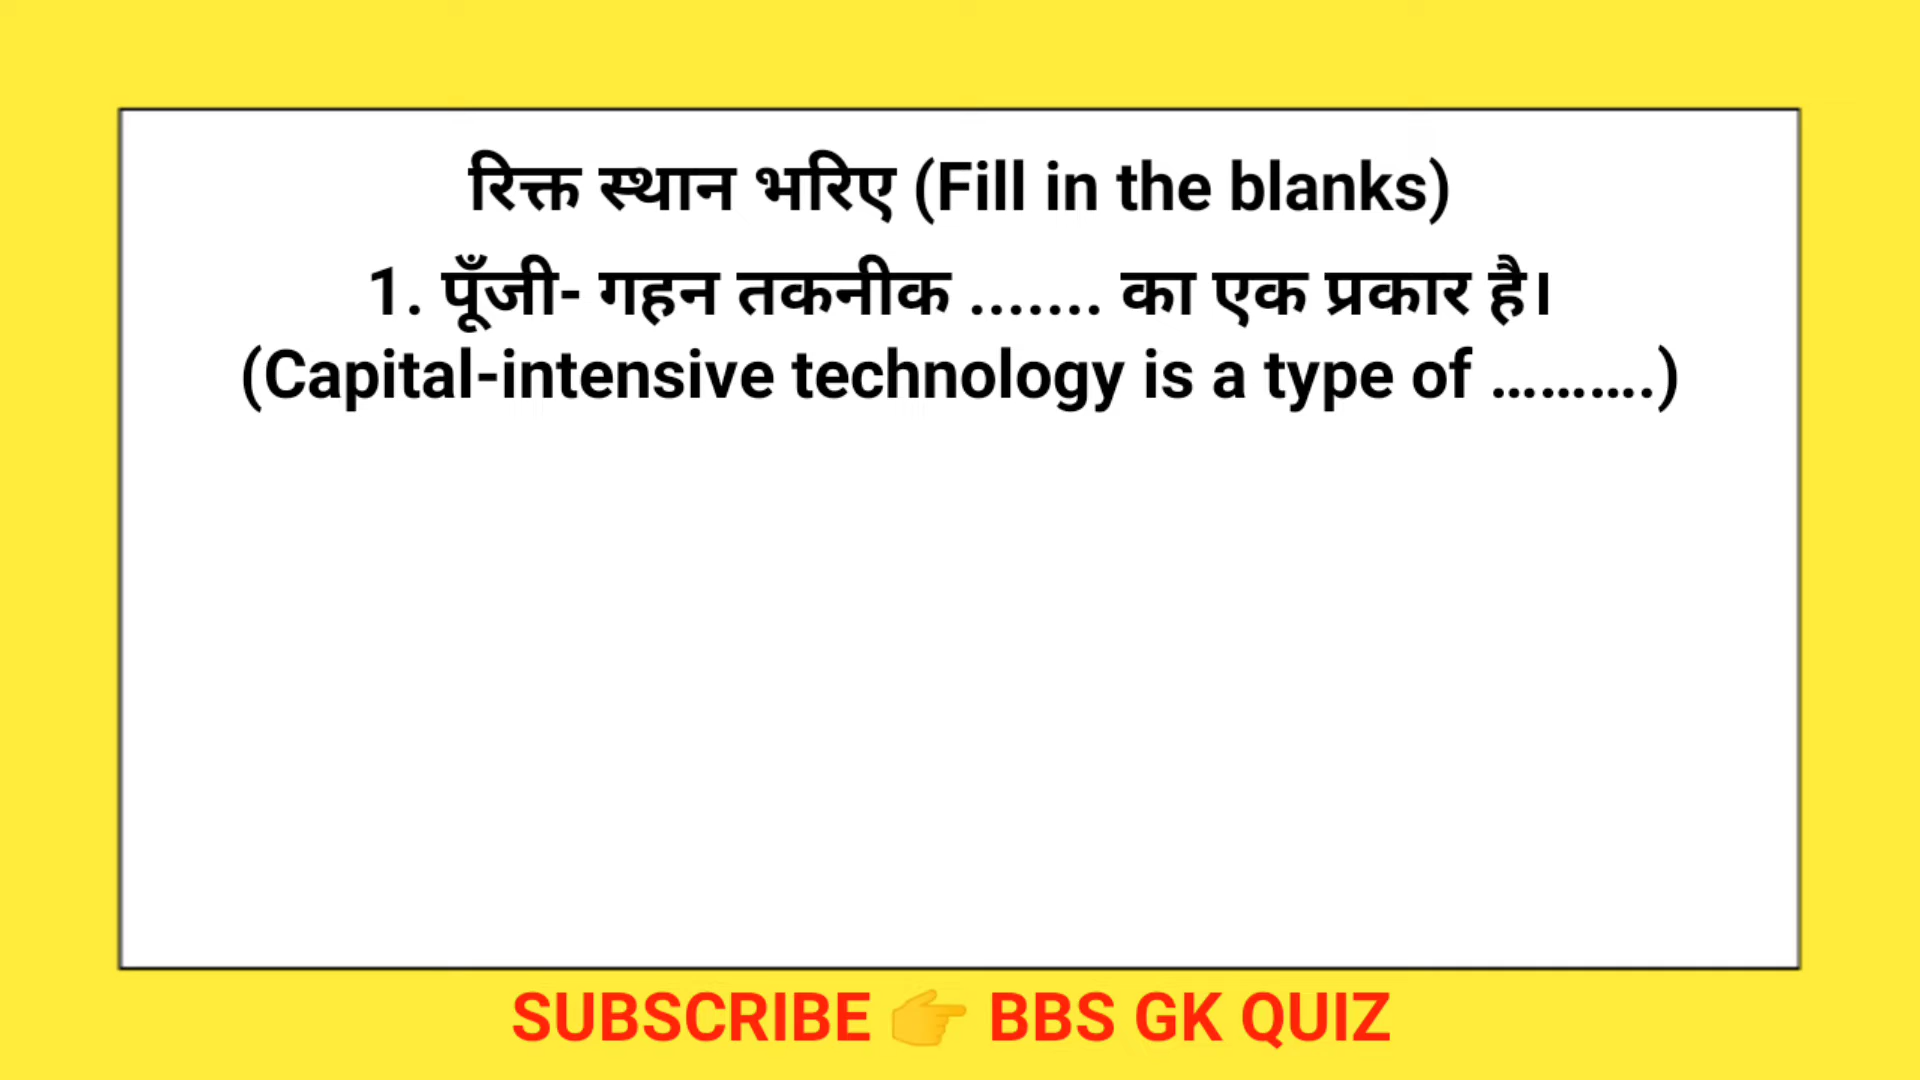 रिक्त स्थान भरिए (Fill in the blanks)
1. पूँजी- गहन तकनीक ....... का एक प्रकार है।
(Capital-intensive technology is a type of ……….)
SUBSCRIBE 👉 BBS GK QUIZ